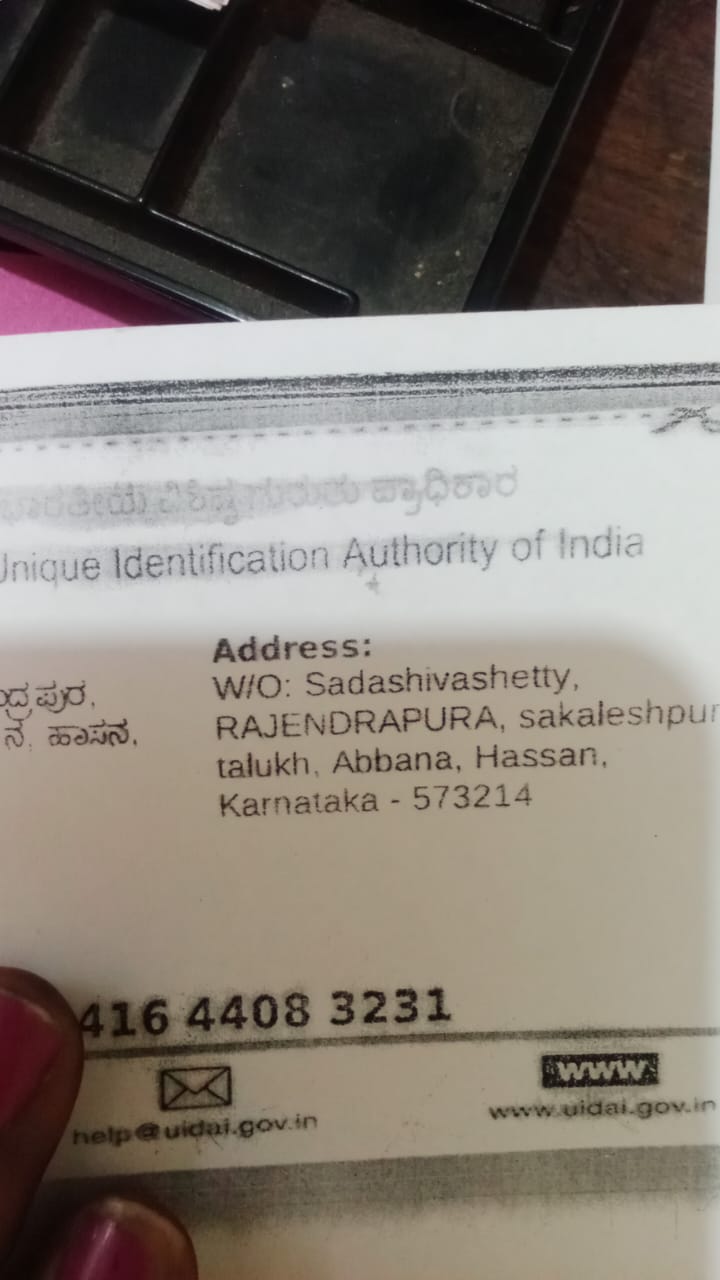 ಭಾರತೀಯ ವಿಶಿಷ್ಟ ಗುರುತು ಪ್ರಾಧಿಕಾರ
Unique Identification Authority of India
Address:
W/O: Sadashivashetty,
RAJENDRAPURA, sakaleshpur
talukh, Abbana, Hassan,
Karnataka - 573214
ಂದ್ರಪುರ,
ನ, ಹಾಸನ,
416 4408 3231
help@uidai.gov.in
www
www.uidai.gov.in